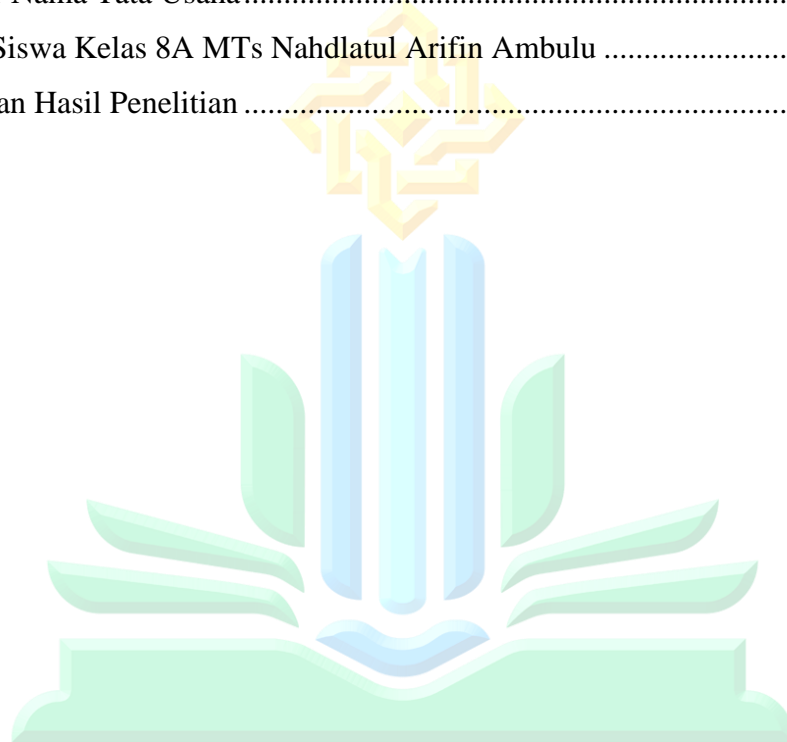 Nama Tata Usaha........................................................................
Siswa Kelas 8A MTs Nahdlatul Arifin Ambulu ........................
an Hasil Penelitian .....................................................................